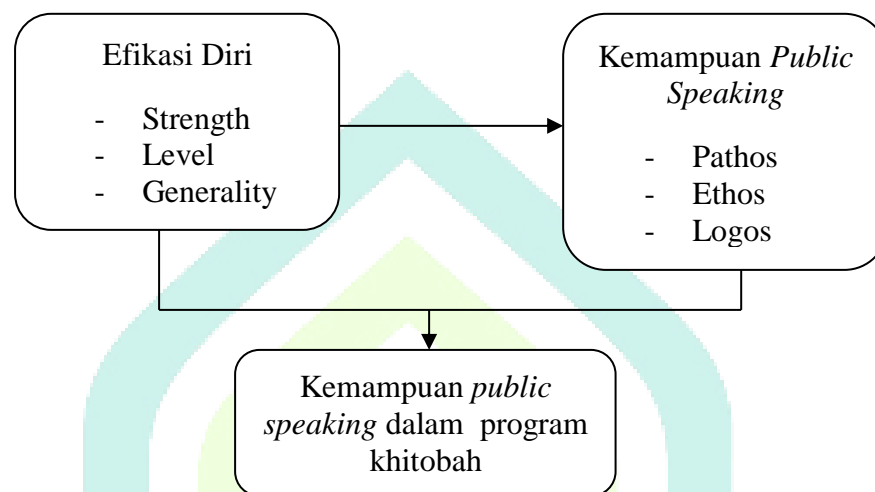 Efikasi Diri
- Strength
- Level
- Generality
Kemampuan Public
Speaking
- Pathos
- Ethos
- Logos
Kemampuan public
speaking dalam program
khitobah